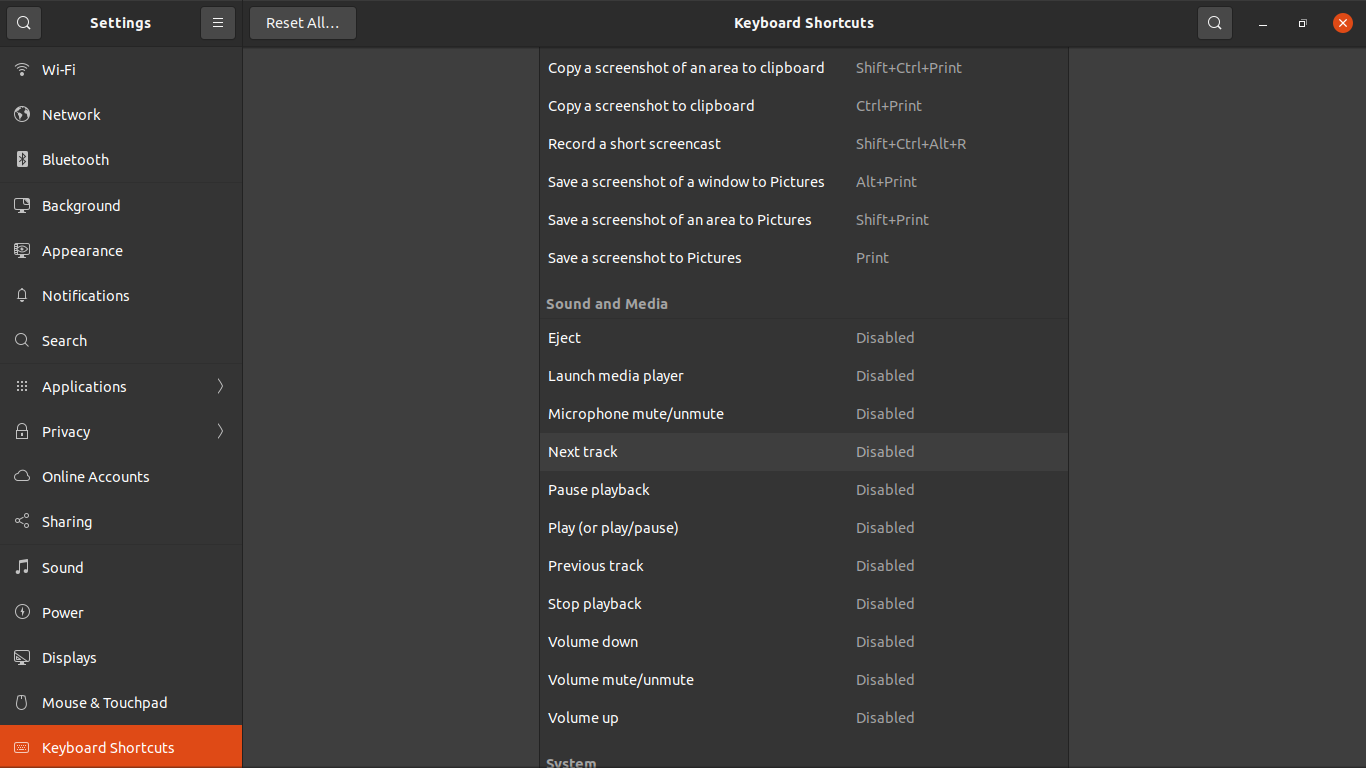 Settings
Reset All...
Keyboard Shortcuts
Wi-Fi
Network
Bluetooth
Background
Appearance
Notifications
Search
Applications
Privacy
Online Accounts
Sharing
Sound
Power
Displays
Mouse & Touchpad
Keyboard Shortcuts
Copy a screenshot of an area to clipboard Shift+Ctrl+Print
Copy a screenshot to clipboard Ctrl+Print
Record a short screencast Shift+Ctrl+Alt+R
Save a screenshot of a window to Pictures Alt+Print
Save a screenshot of an area to Pictures Shift+Print
Save a screenshot to Pictures Print
Sound and Media
Eject Disabled
Launch media player Disabled
Microphone mute/unmute Disabled
Next track Disabled
Pause playback Disabled
Play (or play/pause) Disabled
Previous track Disabled
Stop playback Disabled
Volume down Disabled
Volume mute/unmute Disabled
Volume up Disabled
System